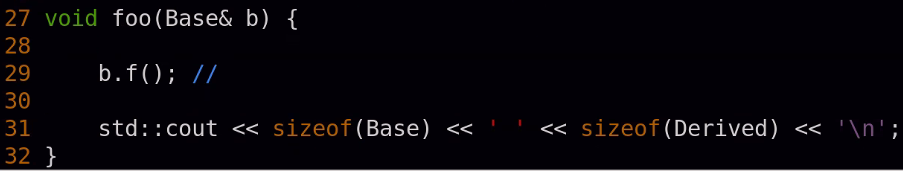 27 void foo(Base& b) {
28
29     b.f(); //
30
31     std::cout << sizeof(Base) << ' ' << sizeof(Derived) << '\n';
32 }